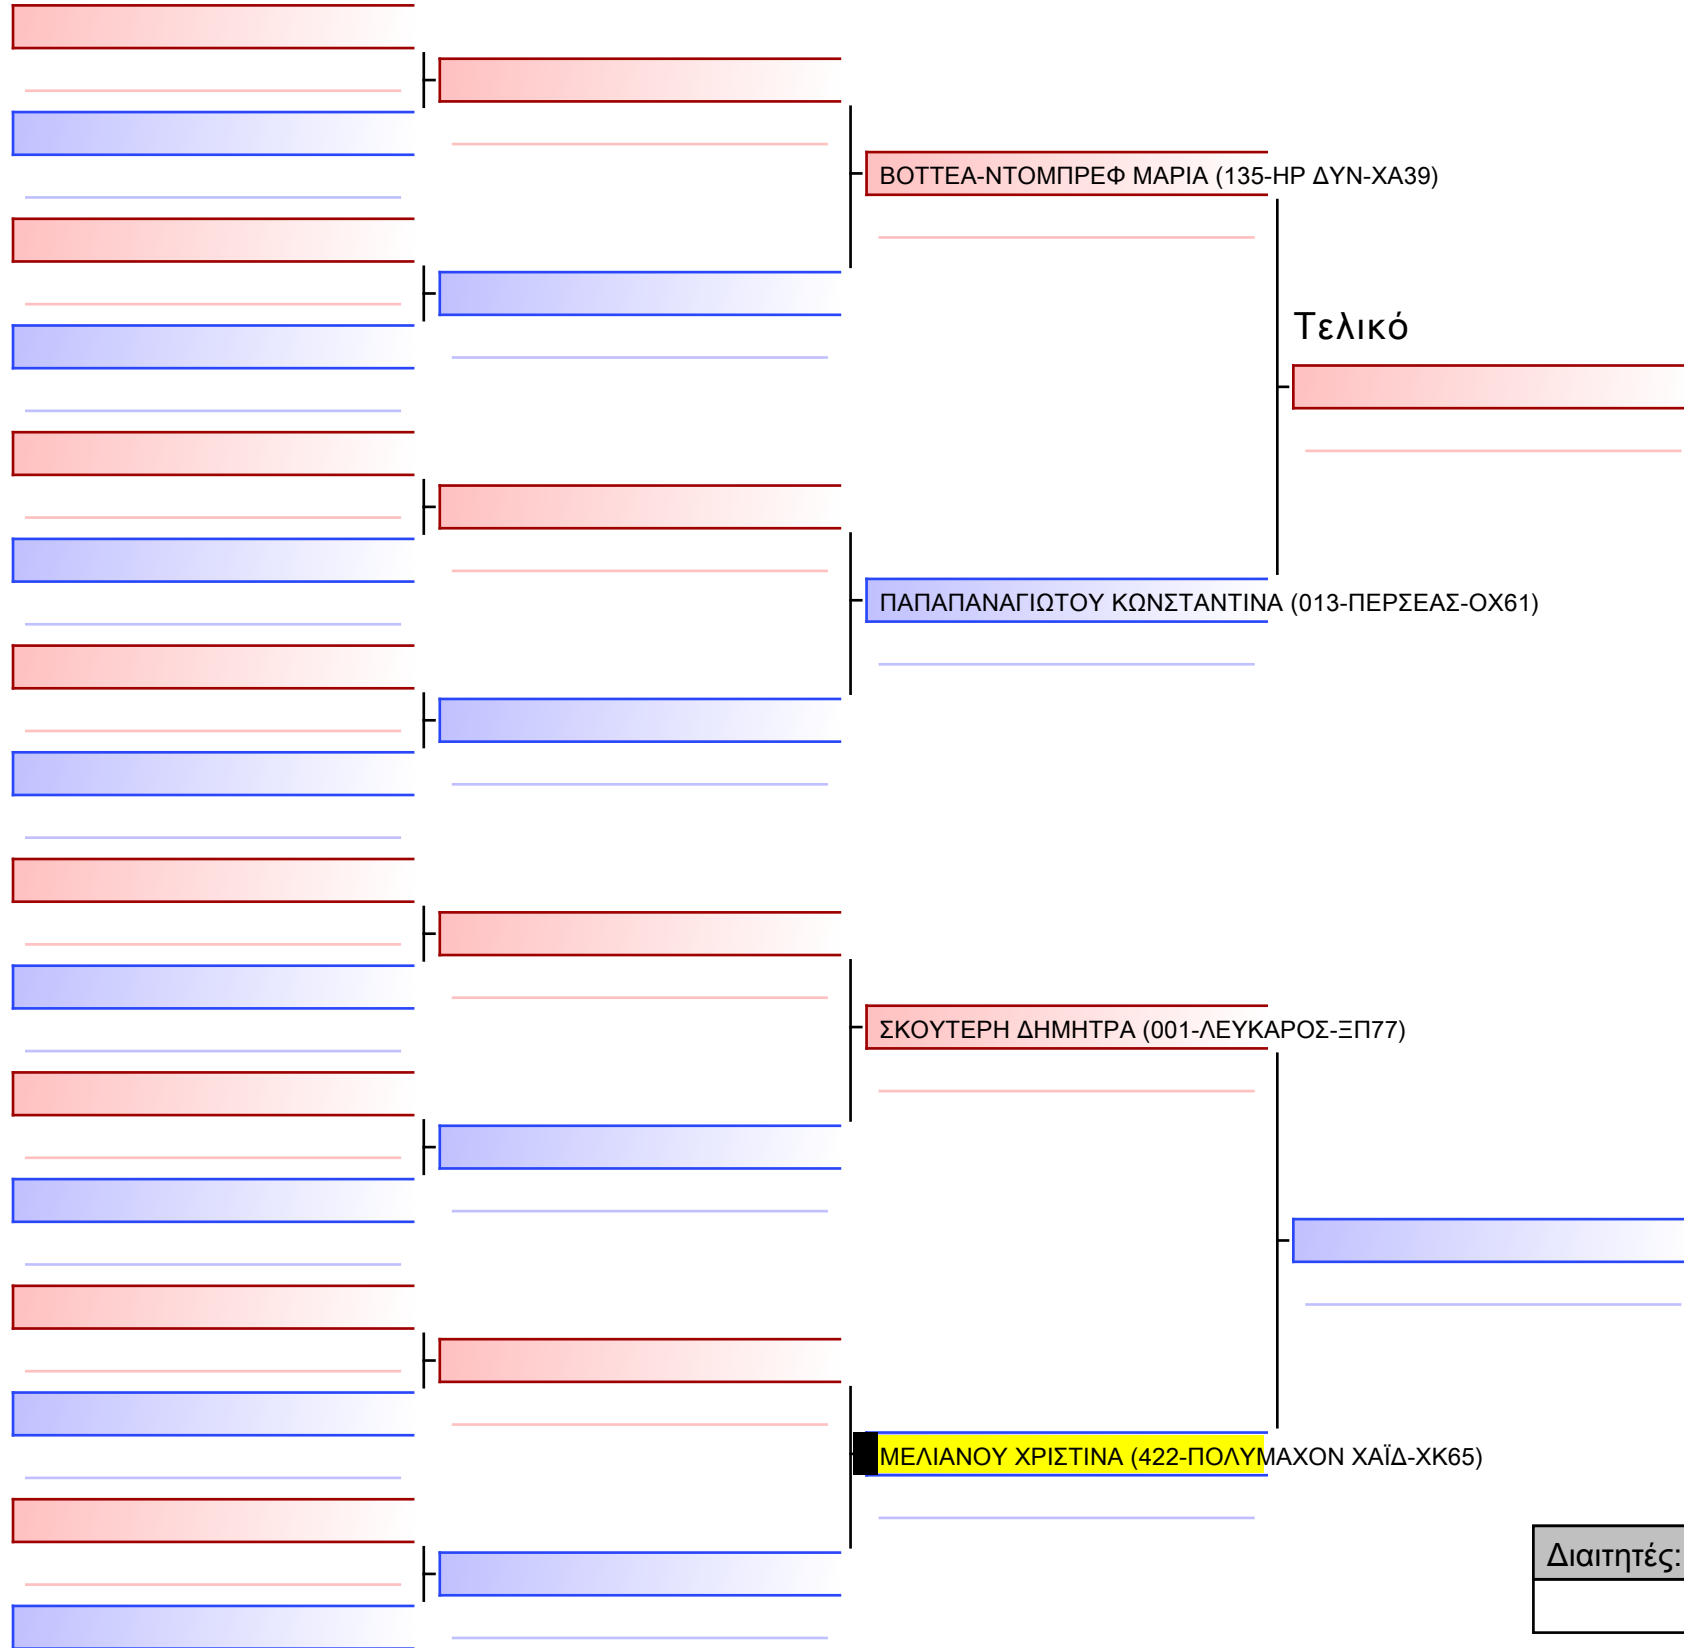 ΒΟΤΤΕΑ-ΝΤΟΜΠΡΕΦ ΜΑΡΙΑ (135-ΗΡ ΔΥΝ-ΧΑ39)
Τελικό
ΠΑΠΑΠΑΝΑΓΙΩΤΟΥ ΚΩΝΣΤΑΝΤΙΝΑ (013-ΠΕΡΣΕΑΣ-ΟΧ61)
ΣΚΟΥΤΕΡΗ ΔΗΜΗΤΡΑ (001-ΛΕΥΚΑΡΟΣ-ΞΠ77)
ΜΕΛΙΑΝΟΥ ΧΡΙΣΤΙΝΑ (422-ΠΟΛΥΜΑΧΟΝ ΧΑΪΔ-ΧΚ65)
Διαιτητές: